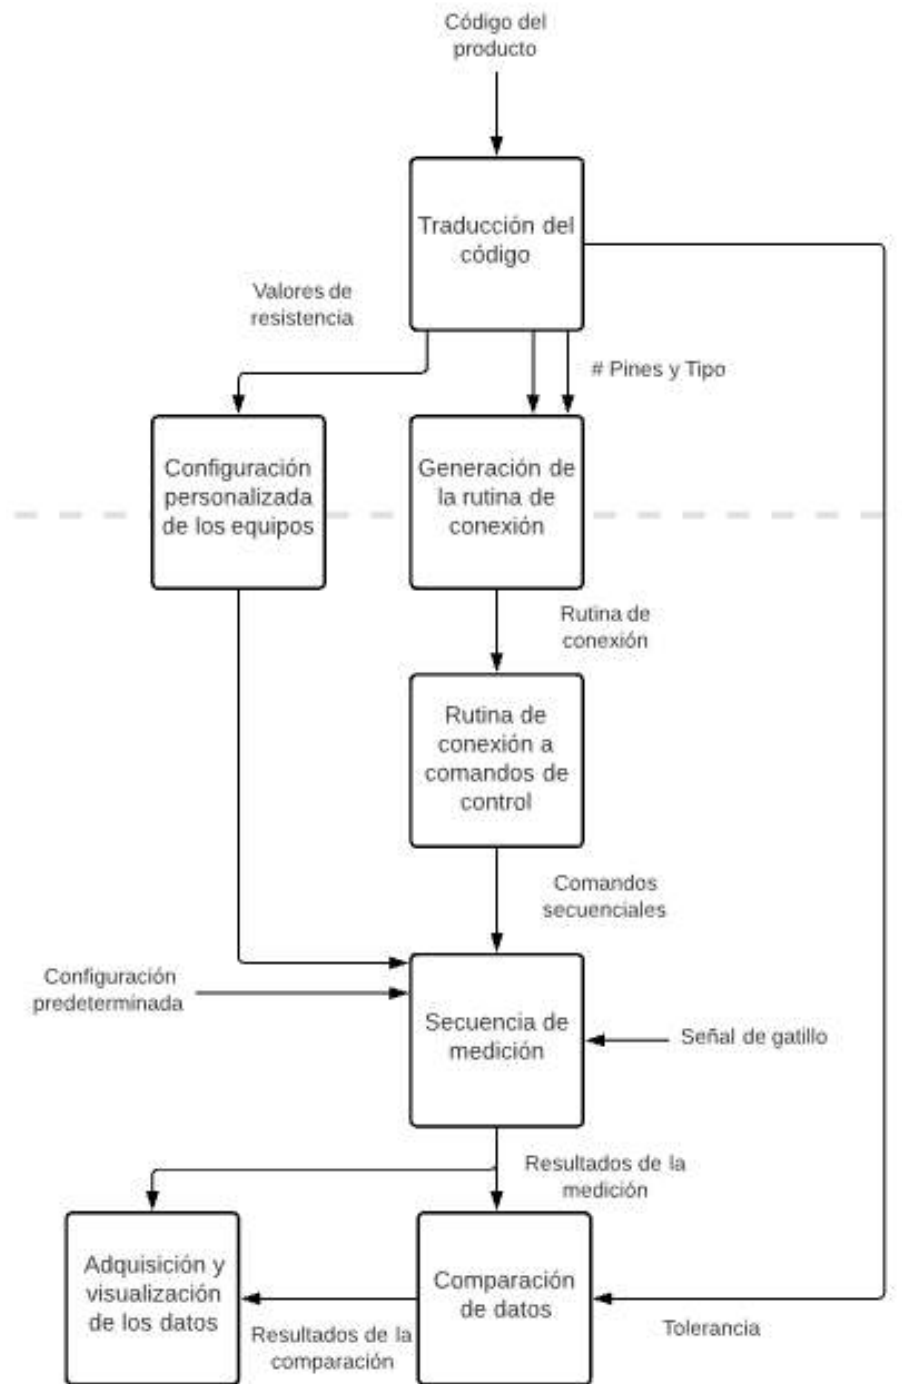 Código del
producto
Traducción del
código
Valores de
resistencia
# Pines y Tipo
Configuración
personalizada
de los equipos
Generación de
la rutina de
conexión
Rutina de
conexión
Rutina de
conexión a
comandos de
control
Comandos
secuenciales
Configuración
predeterminada
Secuencia de
medición
Señal de gatillo
Resultados de la
medición
Adquisición y
visualización
de los datos
Comparación
de datos
Resultados de la
comparación
Tolerancia